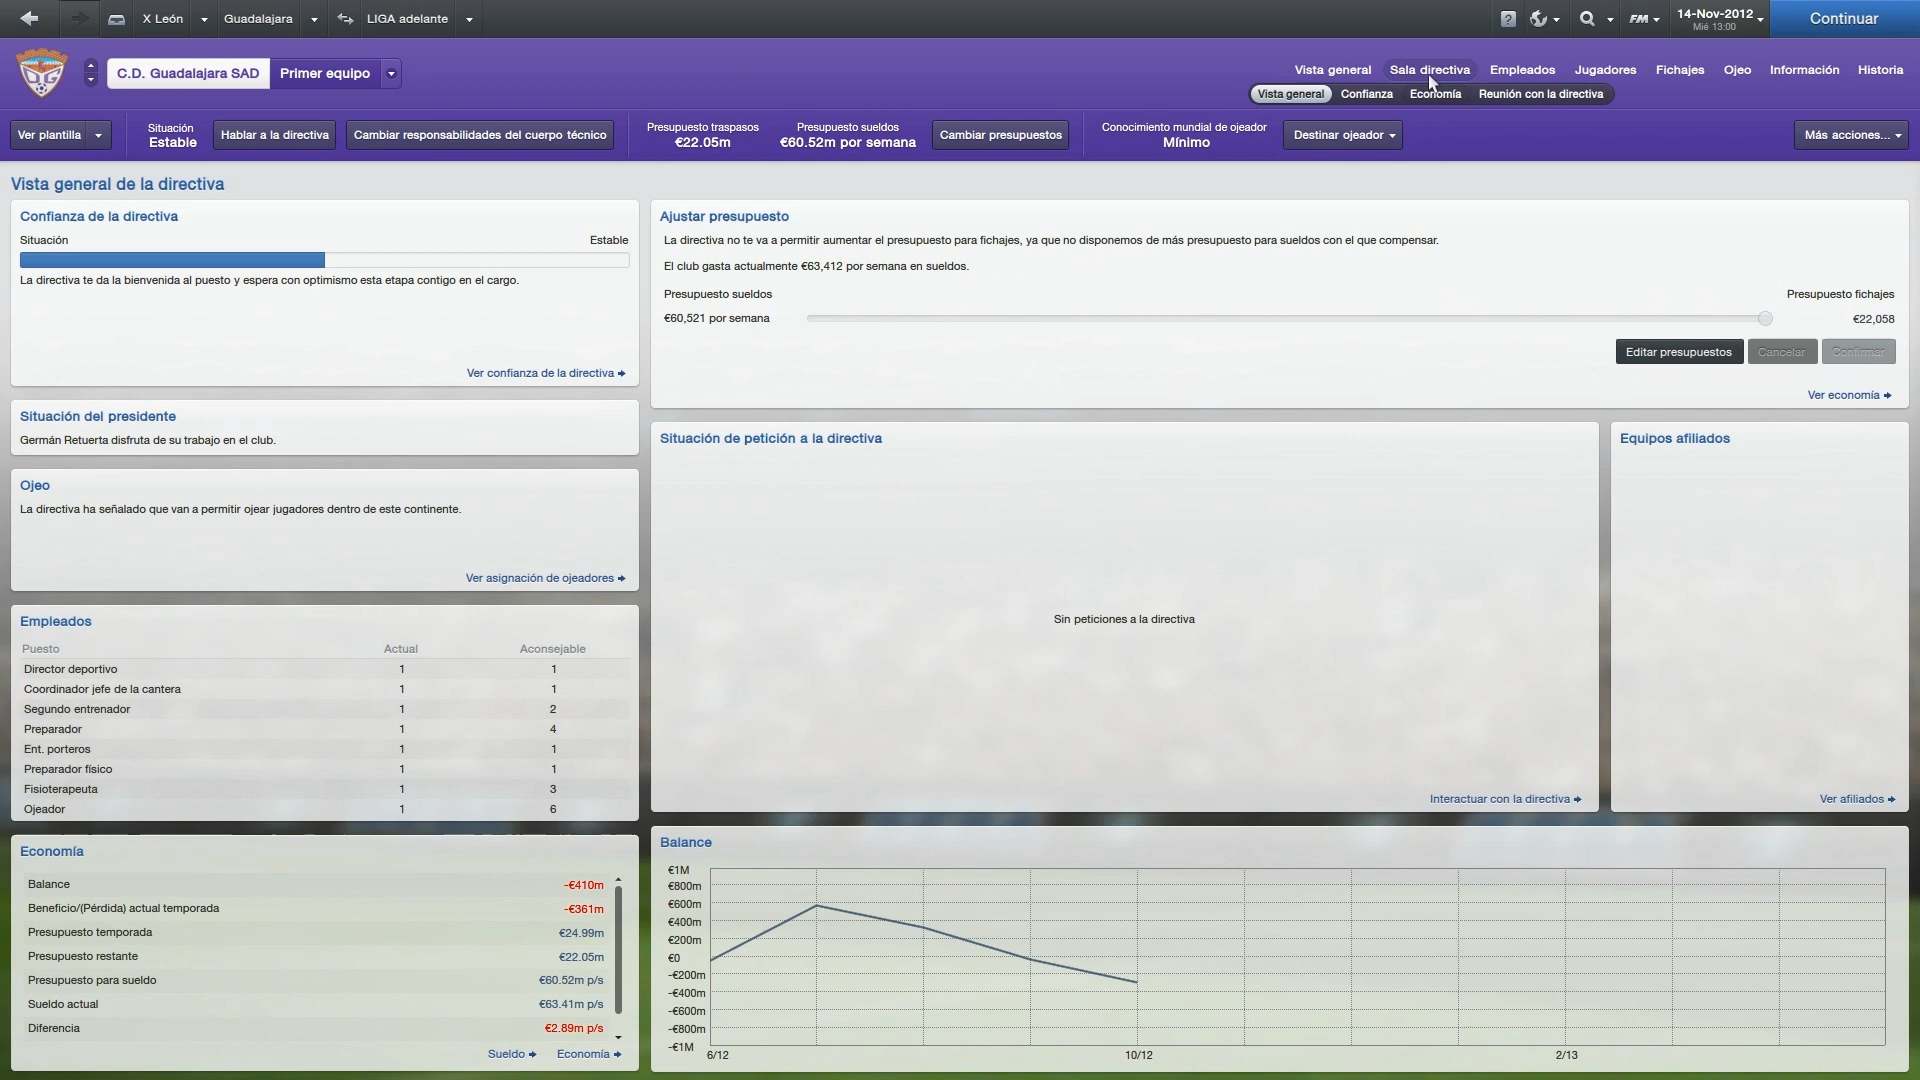 X León
Guadalajara
LIGA adelante
?
FM
14-Nov-2012
Mié 13:00
Continuar
C.D. Guadalajara SAD
Primer equipo
Vista general
Sala directiva
Empleados
Jugadores
Fichajes
Ojeo
Información
Historia
Vista general
Confianza
Economía
Reunión con la directiva
Ver plantilla
Situación
Estable
Hablar a la directiva
Cambiar responsabilidades del cuerpo técnico
Presupuesto traspasos
€22.05m
Presupuesto sueldos
€60.52m por semana
Cambiar presupuestos
Conocimiento mundial de ojeador
Mínimo
Destinar ojeador
Más acciones...
Vista general de la directiva
Confianza de la directiva
Situación Estable
La directiva te da la bienvenida al puesto y espera con optimismo esta etapa contigo en el cargo.
Ver confianza de la directiva
Situación del presidente
Germán Retuerta disfruta de su trabajo en el club.
Ojeo
La directiva ha señalado que van a permitir ojear jugadores dentro de este continente.
Ver asignación de ojeadores
Empleados
Puesto Actual Aconsejable
Director deportivo 1 1
Coordinador jefe de la cantera 1 1
Segundo entrenador 1 2
Preparador 1 4
Ent. porteros 1 1
Preparador físico 1 1
Fisioterapeuta 1 3
Ojeador 1 6
Economía
Balance -€410m
Beneficio/(Pérdida) actual temporada -€361m
Presupuesto temporada €24.99m
Presupuesto restante €22.05m
Presupuesto para sueldo €60.52m p/s
Sueldo actual €63.41m p/s
Diferencia €2.89m p/s
Sueldo Economía
Ajustar presupuesto
La directiva no te va a permitir aumentar el presupuesto para fichajes, ya que no disponemos de más presupuesto para sueldos con el que compensar.
El club gasta actualmente €63,412 por semana en sueldos.
Presupuesto sueldos Presupuesto fichajes
€60,521 por semana €22,058
Editar presupuestos Cancelar Confirmar
Ver economía
Situación de petición a la directiva
Sin peticiones a la directiva
Interactuar con la directiva
Equipos afiliados
Ver afiliados
Balance
€1M
€800m
€600m
€400m
€200m
€0
-€200m
-€400m
-€600m
-€800m
-€1M
6/12 10/12 2/13